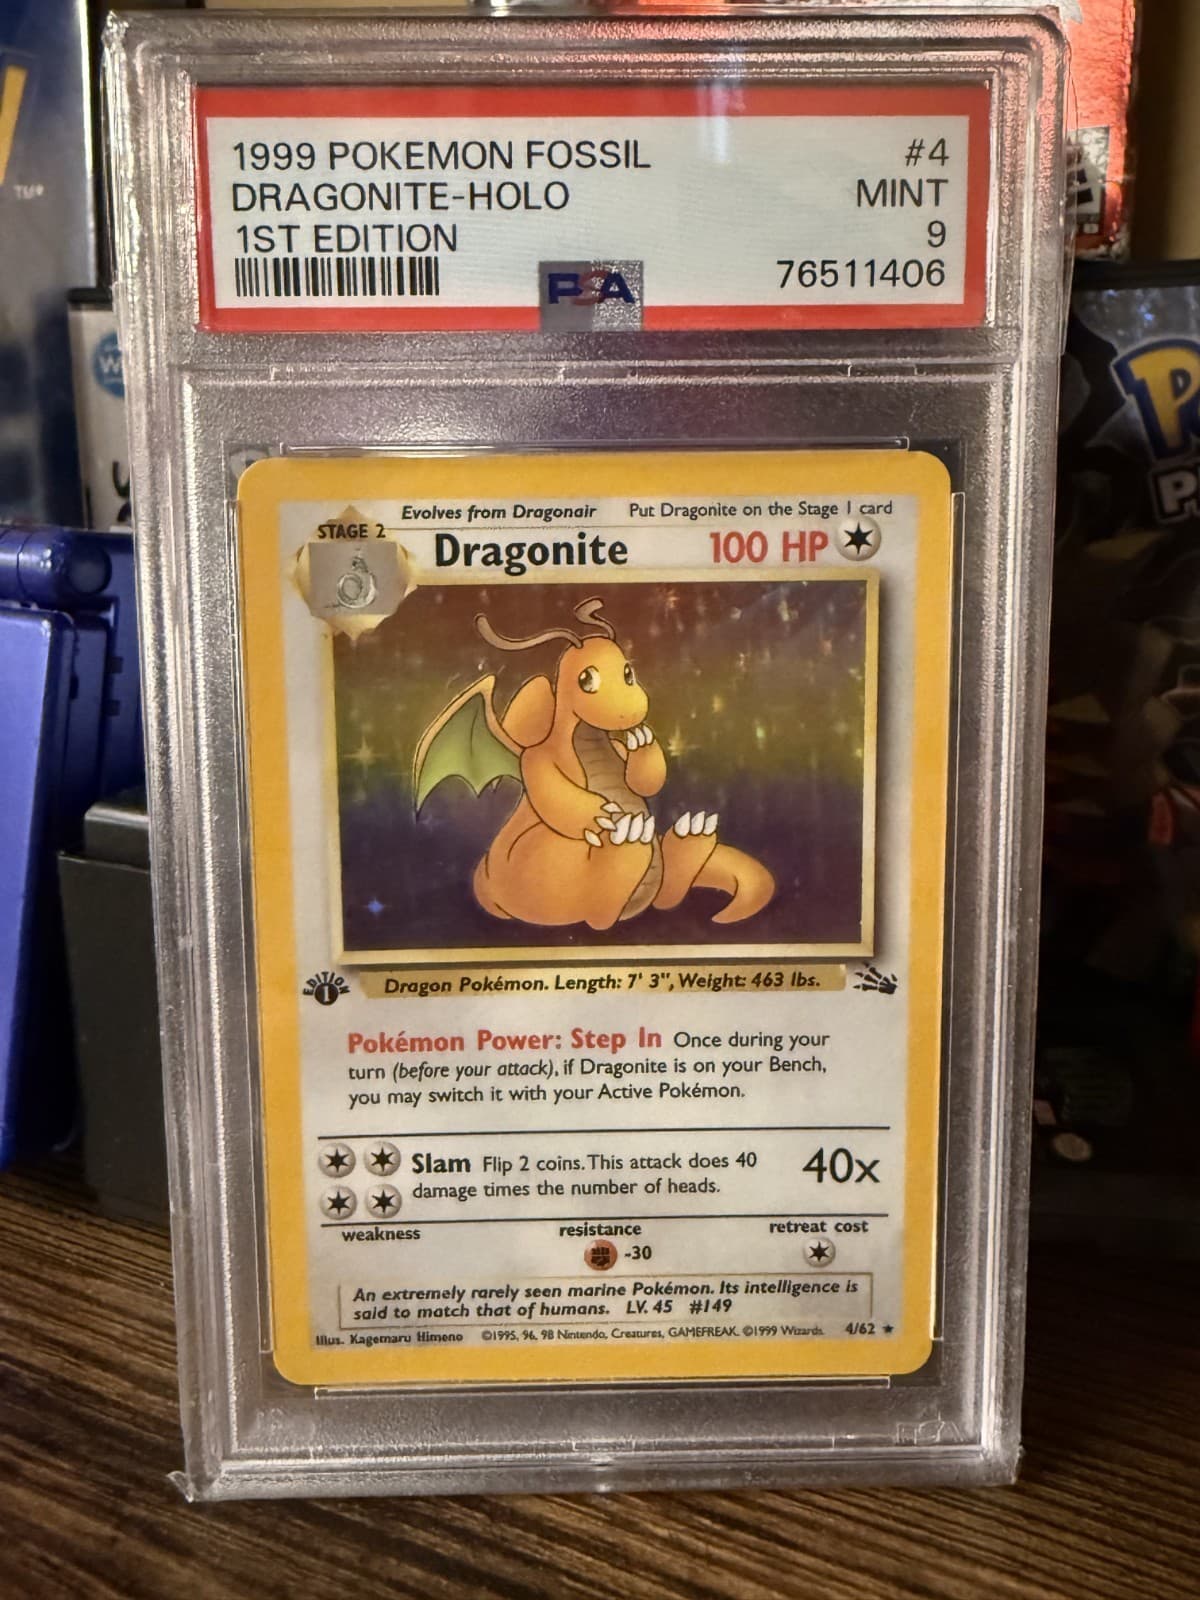 1999 POKEMON FOSSIL #4
DRAGONITE-HOLO MINT
1ST EDITION 9
PSA 76511406
TM®
Evolves from Dragonair Put Dragonite on the Stage 1 card
STAGE 2
Dragonite 100 HP
EDITION
1
Dragon Pokémon. Length: 7' 3", Weight: 463 lbs.
Pokémon Power: Step In Once during your
turn (before your attack), if Dragonite is on your Bench,
you may switch it with your Active Pokémon.
Slam Flip 2 coins. This attack does 40
damage times the number of heads.
40x
weakness resistance retreat cost
-30
An extremely rarely seen marine Pokémon. Its intelligence is
said to match that of humans. LV. 45 #149
Illus. Kagemaru Himeno ©1995, 96, 98 Nintendo, Creatures, GAMEFREAK. ©1999 Wizards. 4/62 ★
PSA